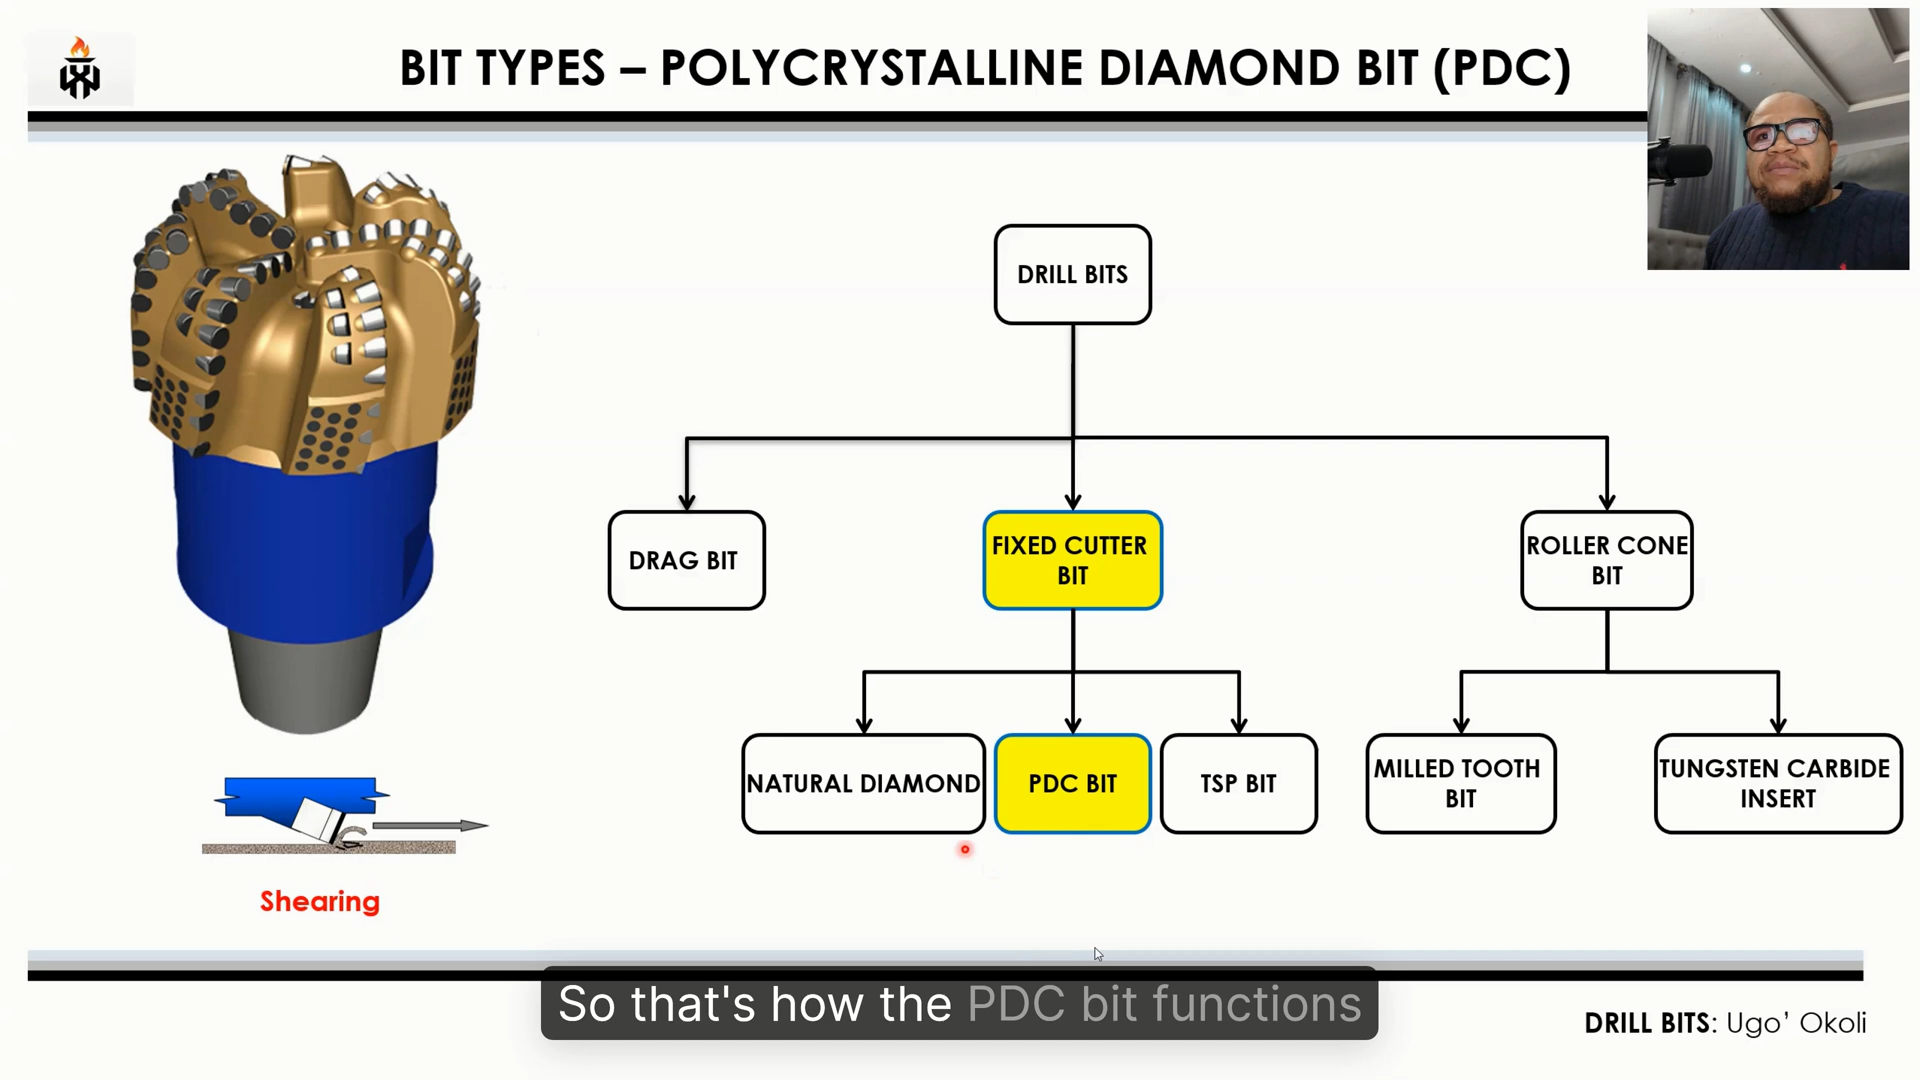 BIT TYPES – POLYCRYSTALLINE DIAMOND BIT (PDC)
DRILL BITS
DRAG BIT
FIXED CUTTER
BIT
ROLLER CONE
BIT
NATURAL DIAMOND
PDC BIT
TSP BIT
MILLED TOOTH
BIT
TUNGSTEN CARBIDE
INSERT
Shearing
So that's how the PDC bit functions
DRILL BITS: Ugo’ Okoli